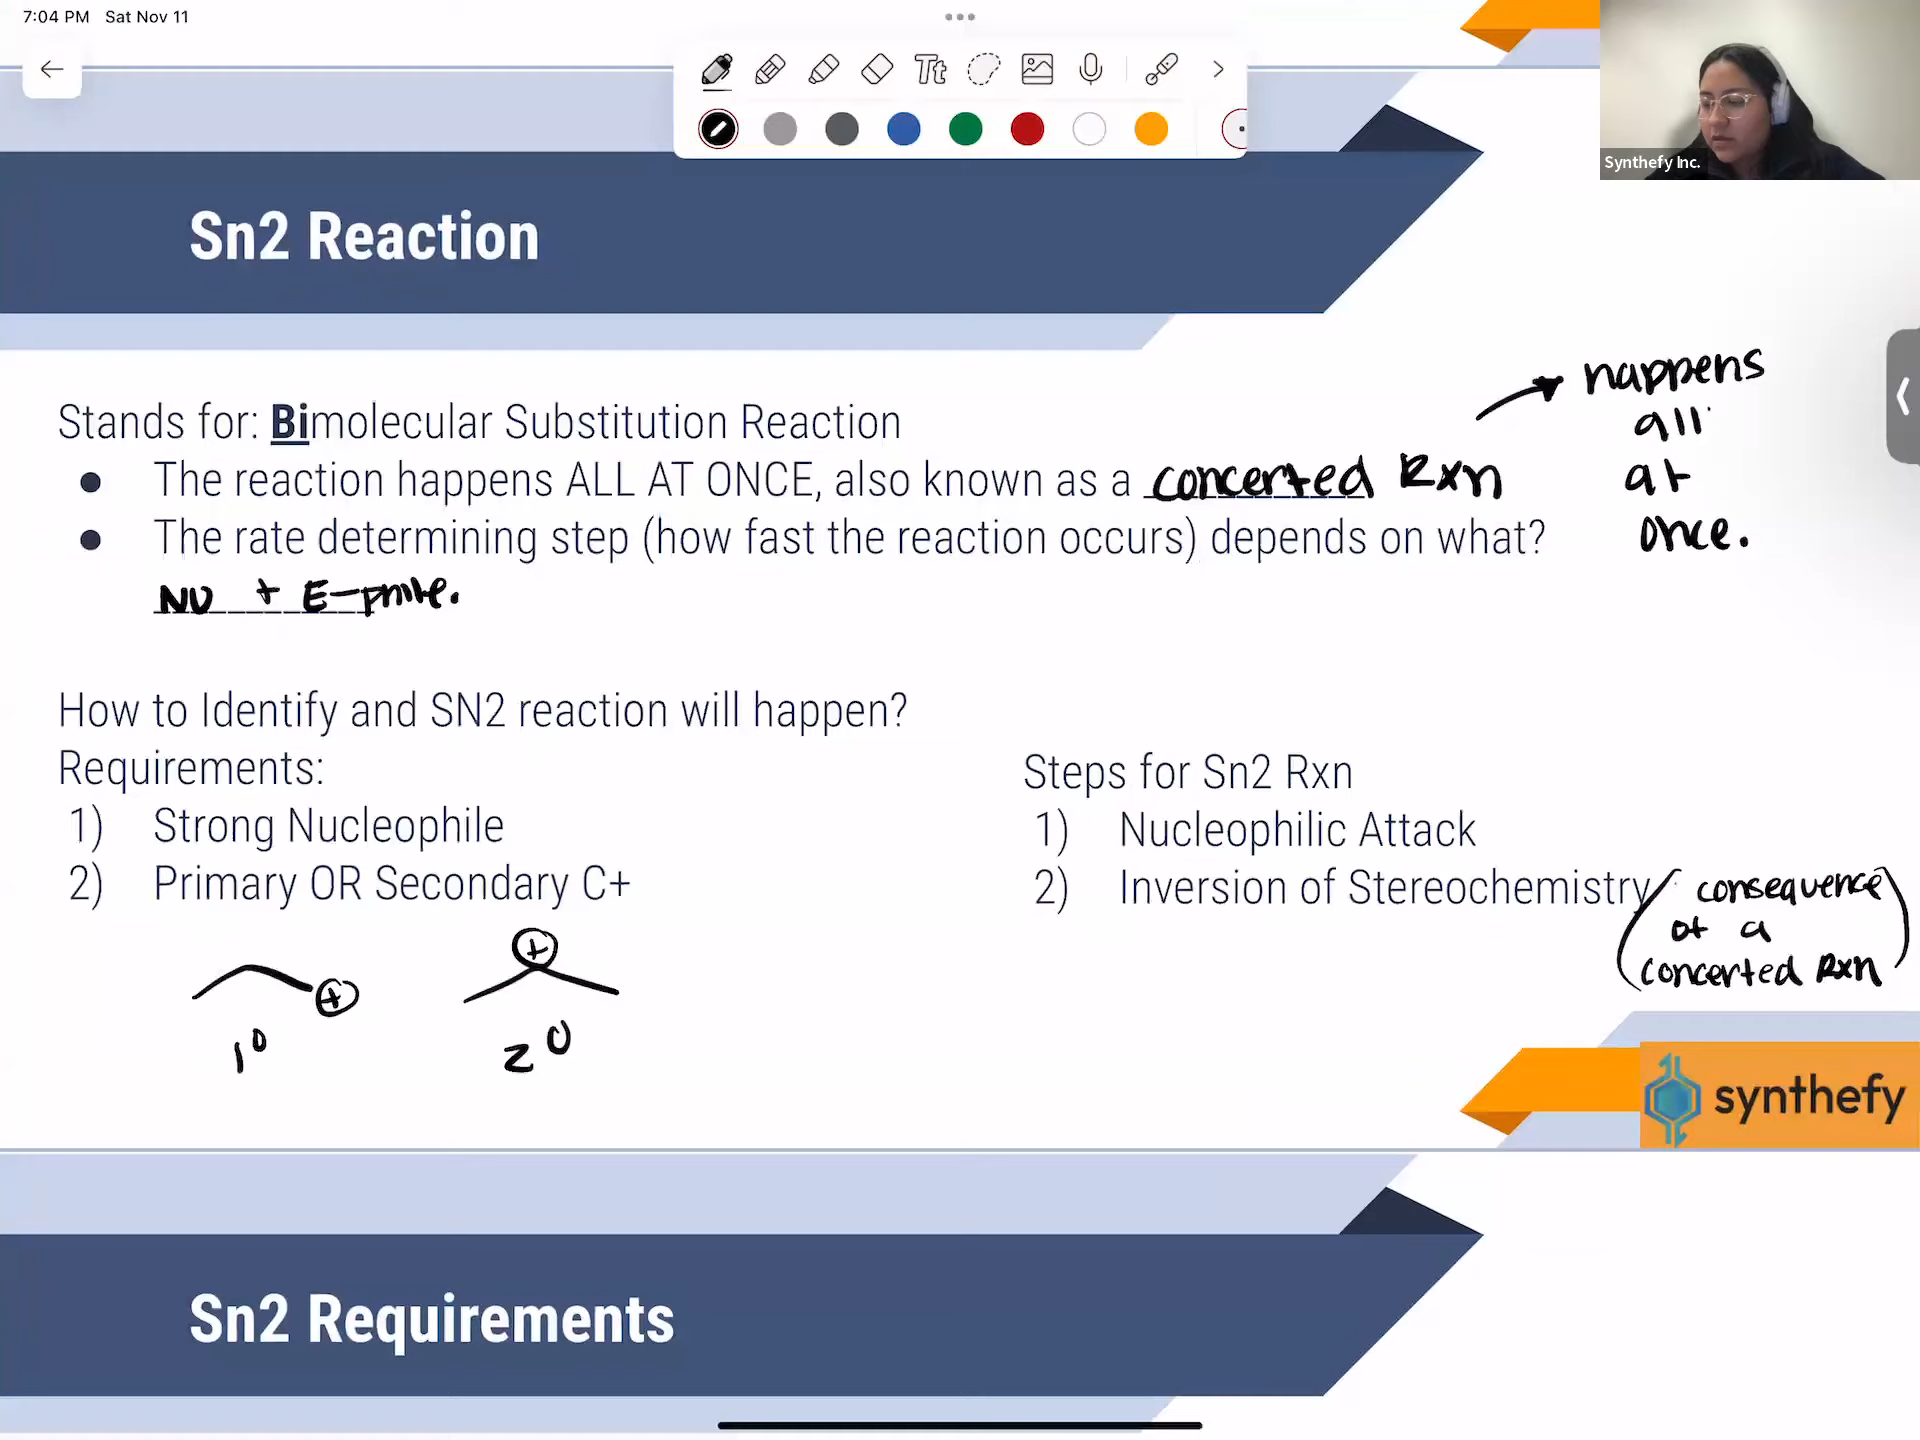 7:04 PM Sat Nov 11
Tt
Synthefy Inc.
Sn2 Reaction
happens
all
at
once.
Stands for: Bimolecular Substitution Reaction
● The reaction happens ALL AT ONCE, also known as a concerted Rxn
● The rate determining step (how fast the reaction occurs) depends on what?
NU + E-phile.
How to Identify and SN2 reaction will happen?
Requirements:
1) Strong Nucleophile
2) Primary OR Secondary C+
+
+
1°
2°
Steps for Sn2 Rxn
1) Nucleophilic Attack
2) Inversion of Stereochemistry
(consequence
of a
concerted Rxn)
synthefy
Sn2 Requirements